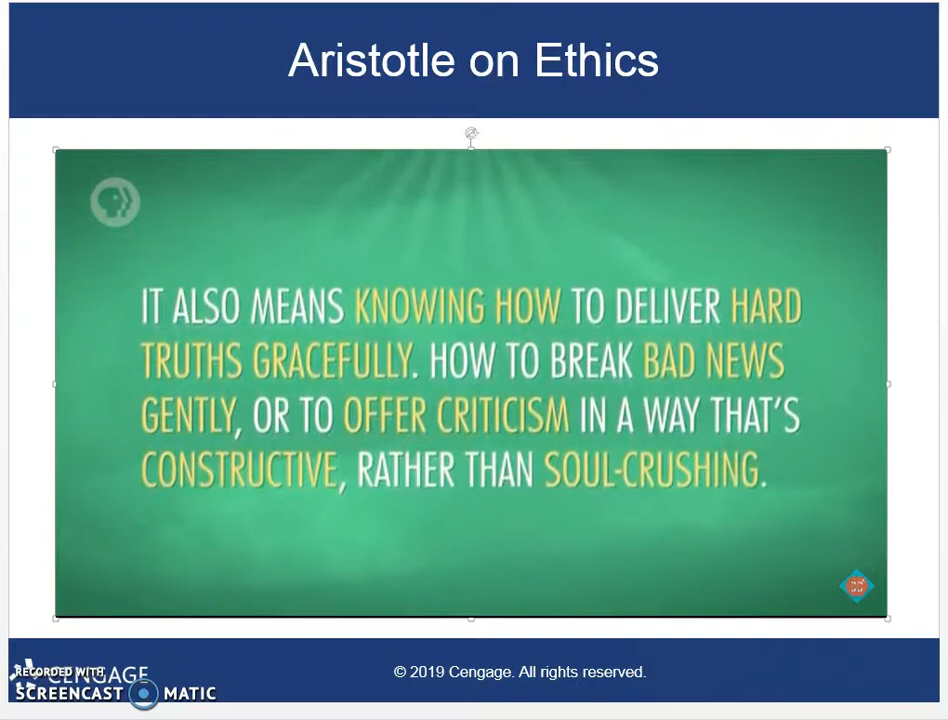 Aristotle on Ethics
IT ALSO MEANS KNOWING HOW TO DELIVER HARD
TRUTHS GRACEFULLY. HOW TO BREAK BAD NEWS
GENTLY, OR TO OFFER CRITICISM IN A WAY THAT'S
CONSTRUCTIVE, RATHER THAN SOUL-CRUSHING.
RECORDED WITH
CENGAGE
SCREENCAST MATIC
© 2019 Cengage. All rights reserved.